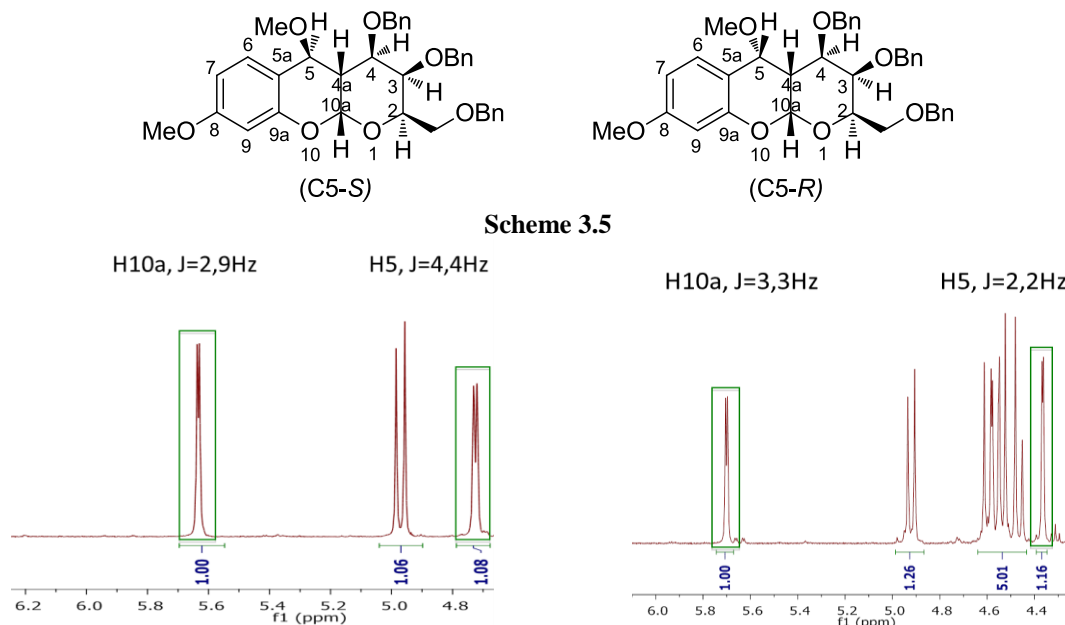 MeO H OBn
H OBn
6 5a 5 4 H
7 4a 3
H
10a 2 OBn
MeO 8 9a O O
9 10 H 1 H
(C5-S)
MeO H OBn
H OBn
6 5a 5 4 H
7 4a 3
H
10a 2 OBn
MeO 8 9a O O
9 10 H 1 H
(C5-R)
Scheme 3.5
H10a, J=2,9Hz H5, J=4,4Hz
1.00 1.06 1.08
6.2 6.0 5.8 5.6 5.4 5.2 5.0 4.8
f1 (ppm)
H10a, J=3,3Hz H5, J=2,2Hz
1.00 1.26 5.01 1.16
6.0 5.8 5.6 5.4 5.2 5.0 4.8 4.6 4.4
f1 (ppm)